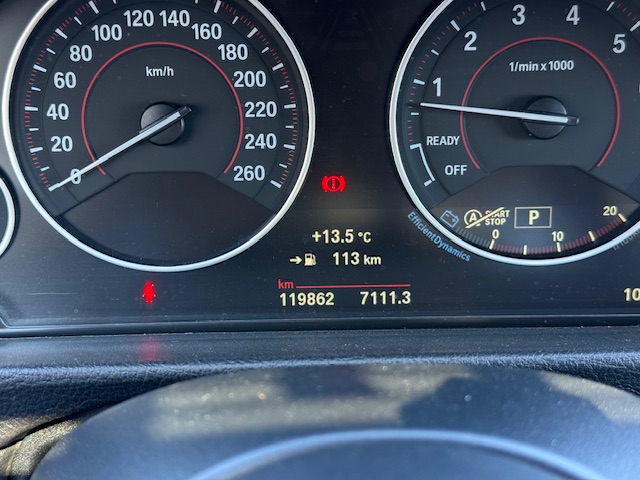 0
20
40
60
80
100
120
140
160
180
200
220
240
260
km/h
1
2
3
4
5
1/min x 1000
READY
OFF
A START STOP
P
0
10
20
EfficientDynamics
+13.5 °C
113 km
km
119862 7111.3
10